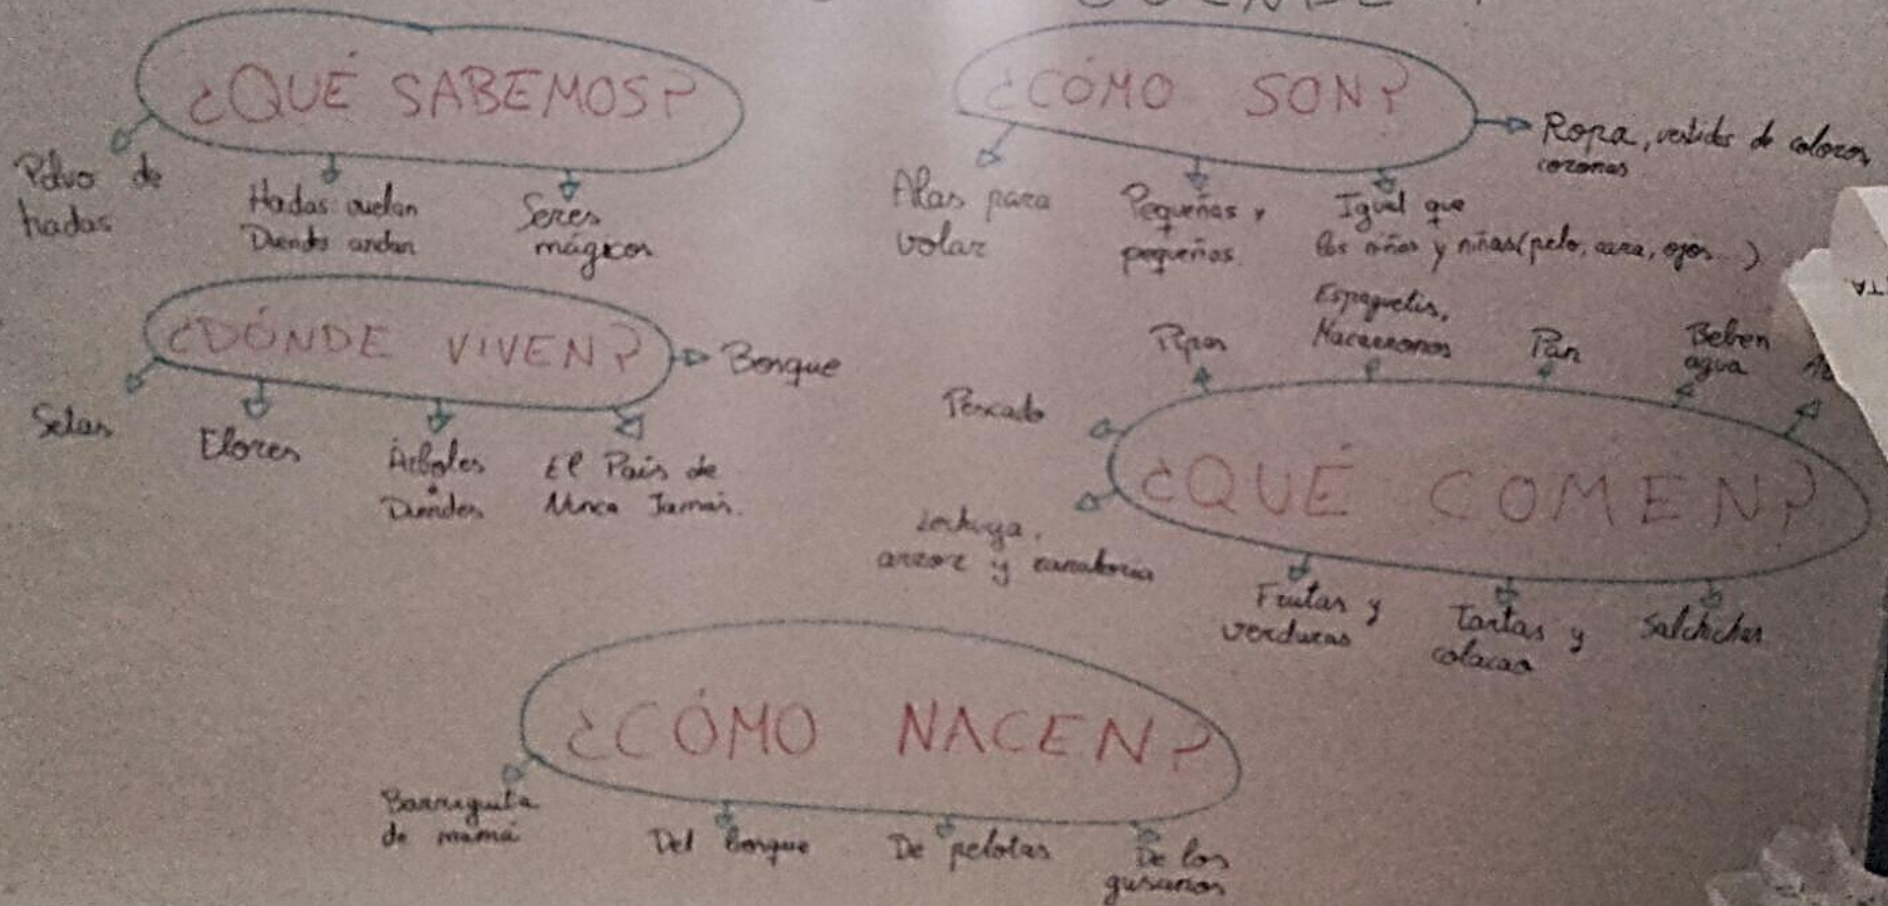 ¿QUÉ SABEMOS?
Polvo de
hadas
Hadas vuelan
Duendes andan
Seres
mágicos
¿CÓMO SON?
Alas para
volar
Pequeñas y
pequeños
Igual que
los niños y niñas (pelo, cara, ojos...)
Ropa, vestidos de colores,
coronas
¿DÓNDE VIVEN?
Setas
Flores
Árboles
Duendes
El País de
Nunca Jamás.
Bosque
¿QUÉ COMEN?
Pescado
Pipas
Espaguetis,
Macarrones
Pan
Beben
agua
Lechuga,
arroz y zanahoria
Frutas y
verduras
Tartas y
colacao
Salchichas
¿CÓMO NACEN?
Barriguita
de mamá
Del bosque
De pelotas
De los
gusanos